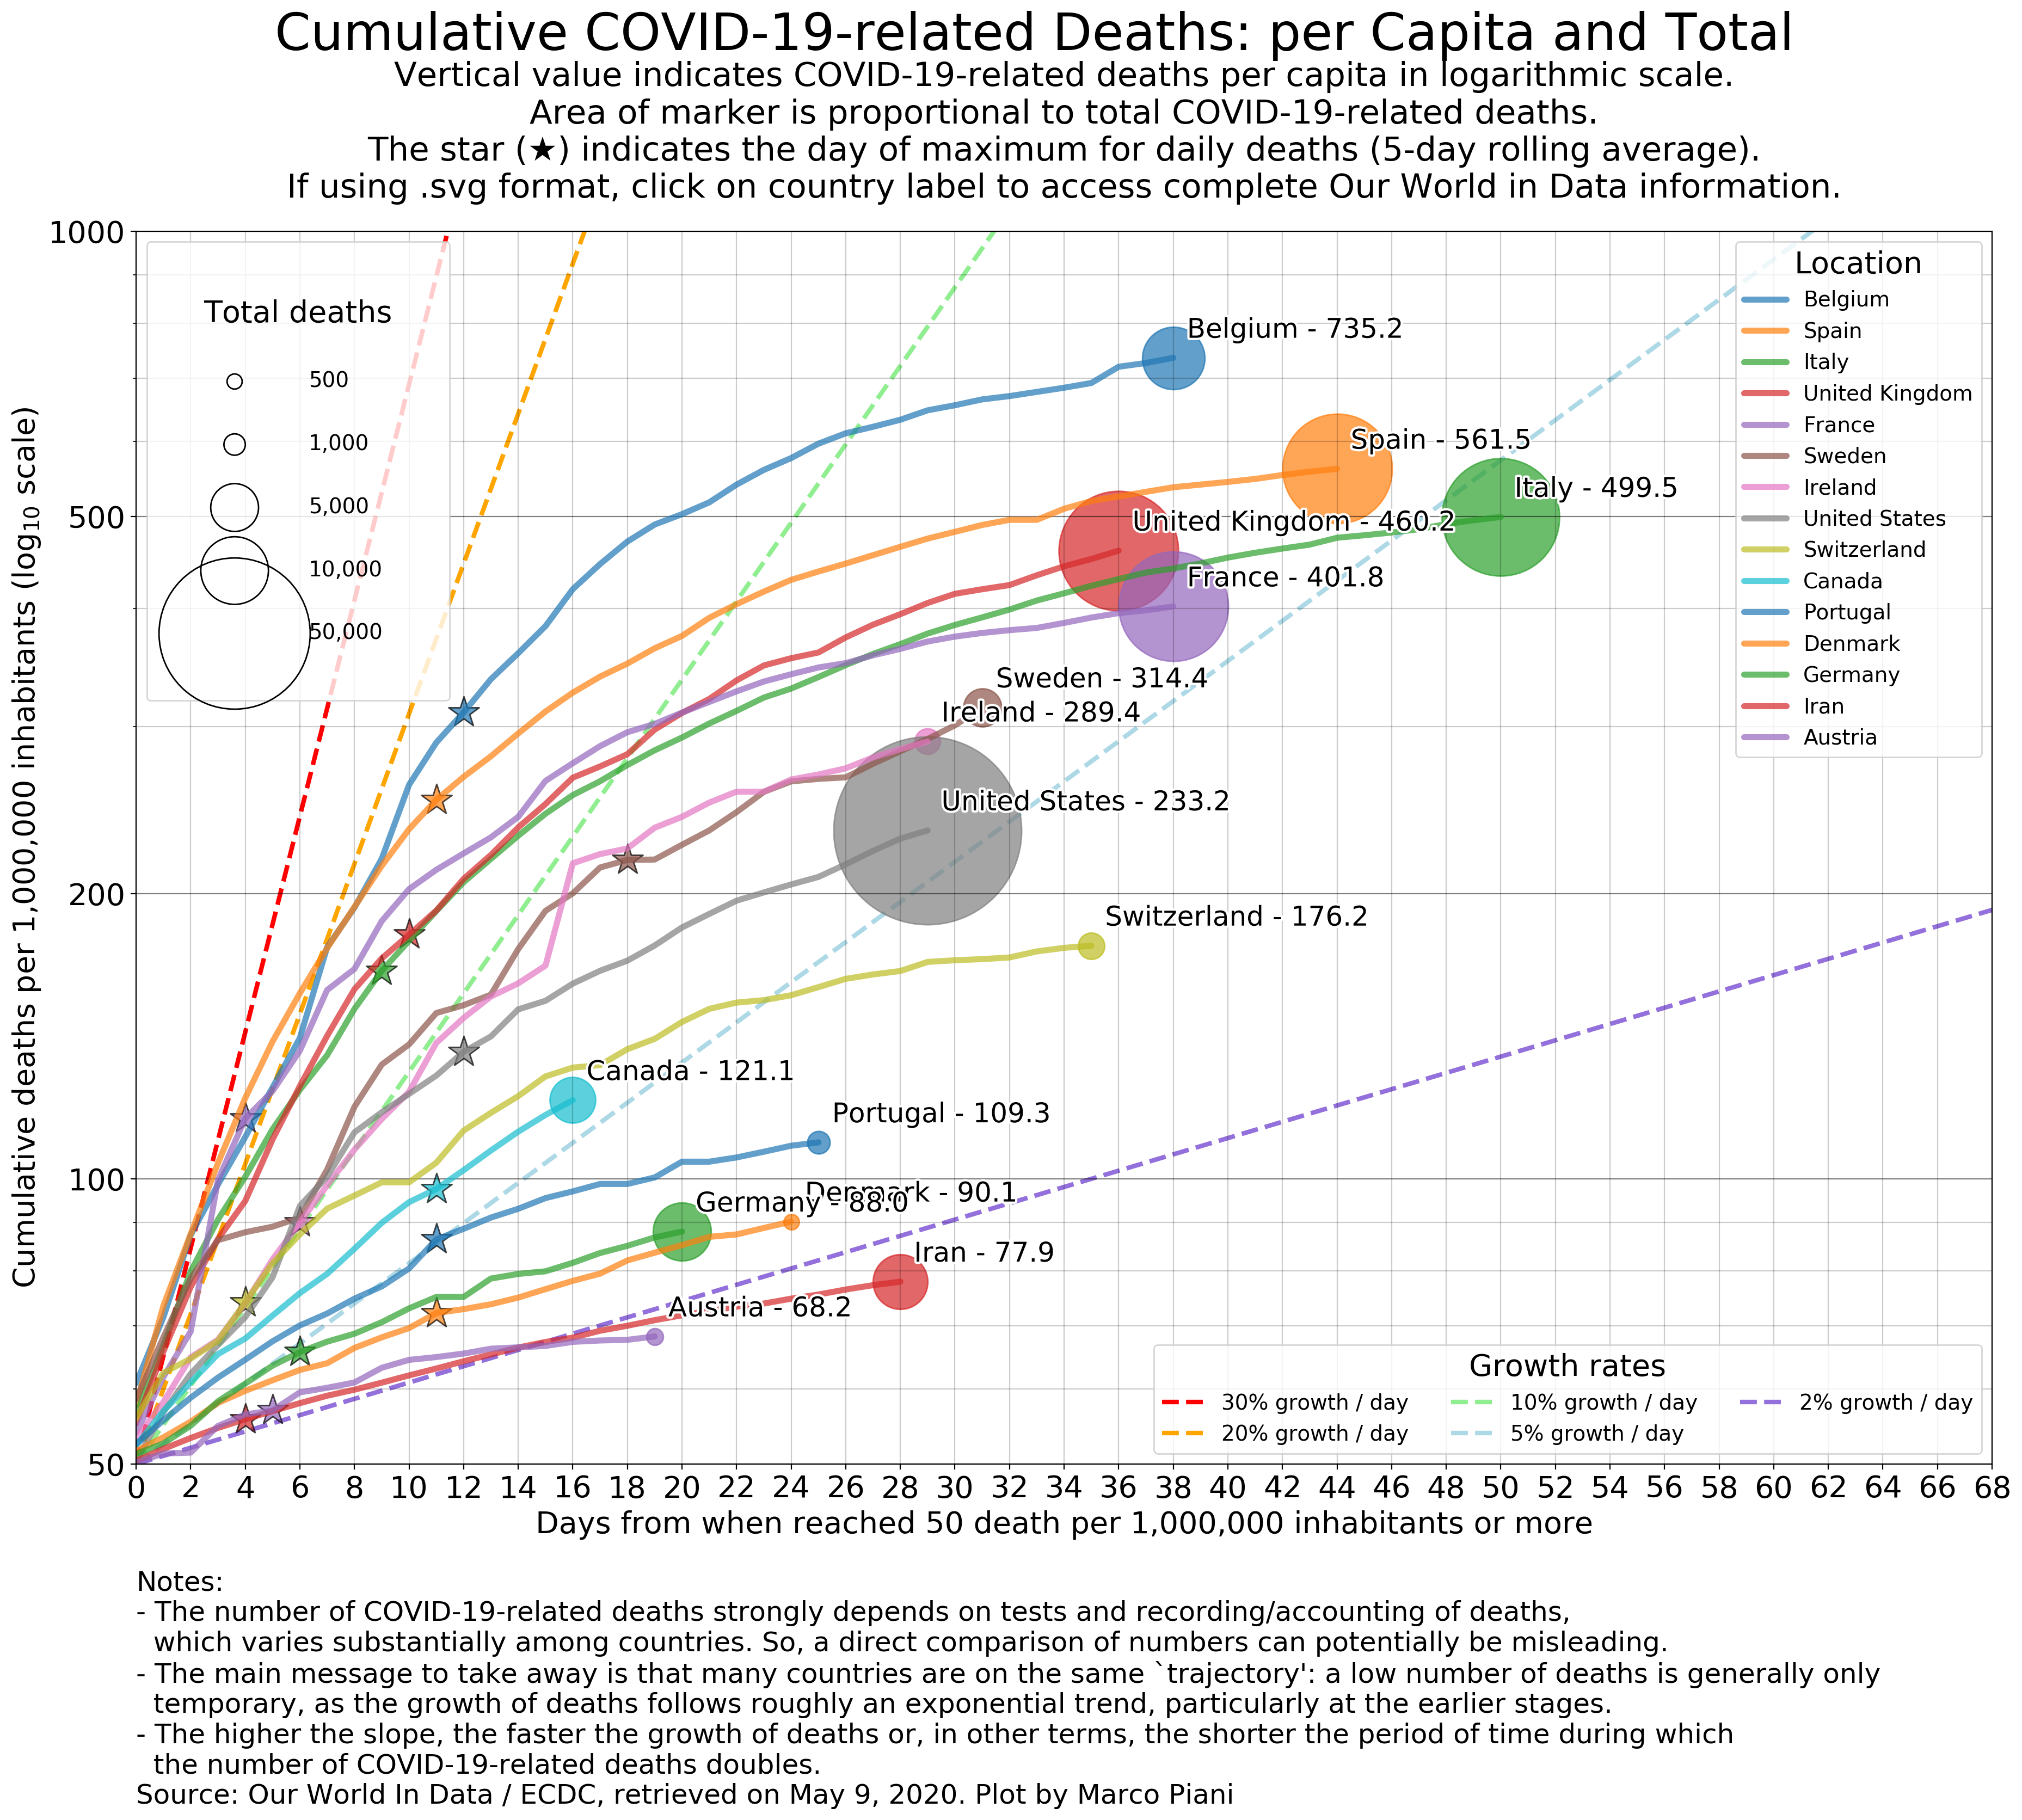 Cumulative COVID-19-related Deaths: per Capita and Total
Vertical value indicates COVID-19-related deaths per capita in logarithmic scale.
Area of marker is proportional to total COVID-19-related deaths.
The star (★) indicates the day of maximum for daily deaths (5-day rolling average).
If using .svg format, click on country label to access complete Our World in Data information.
Cumulative deaths per 1,000,000 inhabitants (log10 scale)
1000
500
200
100
50
Total deaths
500
1,000
5,000
10,000
50,000
Belgium - 735.2
Spain - 561.5
Italy - 499.5
United Kingdom - 460.2
France - 401.8
Sweden - 314.4
Ireland - 289.4
United States - 233.2
Switzerland - 176.2
Canada - 121.1
Portugal - 109.3
Denmark - 90.1
Germany - 88.0
Iran - 77.9
Austria - 68.2
Location
Belgium
Spain
Italy
United Kingdom
France
Sweden
Ireland
United States
Switzerland
Canada
Portugal
Denmark
Germany
Iran
Austria
Growth rates
30% growth / day 10% growth / day 2% growth / day
20% growth / day 5% growth / day
0 2 4 6 8 10 12 14 16 18 20 22 24 26 28 30 32 34 36 38 40 42 44 46 48 50 52 54 56 58 60 62 64 66 68
Days from when reached 50 death per 1,000,000 inhabitants or more
Notes:
- The number of COVID-19-related deaths strongly depends on tests and recording/accounting of deaths,
which varies substantially among countries. So, a direct comparison of numbers can potentially be misleading.
- The main message to take away is that many countries are on the same `trajectory': a low number of deaths is generally only
temporary, as the growth of deaths follows roughly an exponential trend, particularly at the earlier stages.
- The higher the slope, the faster the growth of deaths or, in other terms, the shorter the period of time during which
the number of COVID-19-related deaths doubles.
Source: Our World In Data / ECDC, retrieved on May 9, 2020. Plot by Marco Piani